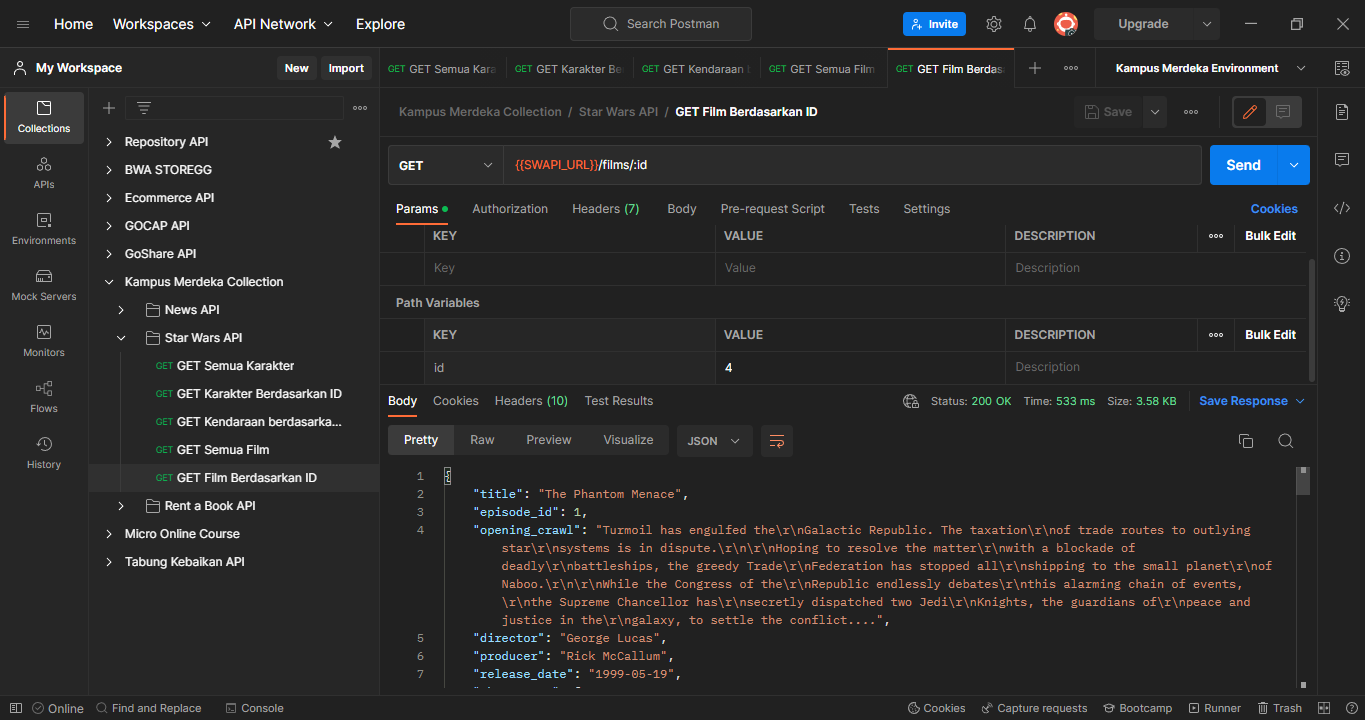 Home Workspaces API Network Explore Search Postman Invite Upgrade
My Workspace New Import
GET GET Semua Kara GET GET Karakter Be GET GET Kendaraan GET GET Semua Film GET GET Film Berdas Kampus Merdeka Environment
Collections
APIs
Environments
Mock Servers
Monitors
Flows
History
Repository API
BWA STOREGG
Ecommerce API
GOCAP API
GoShare API
Kampus Merdeka Collection
News API
Star Wars API
GET GET Semua Karakter
GET GET Karakter Berdasarkan ID
GET GET Kendaraan berdasarka...
GET GET Semua Film
GET GET Film Berdasarkan ID
Rent a Book API
Micro Online Course
Tabung Kebaikan API
Kampus Merdeka Collection / Star Wars API / GET Film Berdasarkan ID Save
GET {{SWAPI_URL}}/films/:id Send
Params Authorization Headers (7) Body Pre-request Script Tests Settings Cookies
KEY VALUE DESCRIPTION Bulk Edit
Key Value Description
Path Variables
KEY VALUE DESCRIPTION Bulk Edit
id 4 Description
Body Cookies Headers (10) Test Results Status: 200 OK Time: 533 ms Size: 3.58 KB Save Response
Pretty Raw Preview Visualize JSON
1 {
2 "title": "The Phantom Menace",
3 "episode_id": 1,
4 "opening_crawl": "Turmoil has engulfed the\r\nGalactic Republic. The taxation\r\nof trade routes to outlying
star\r\nsystems is in dispute.\r\n\r\nHoping to resolve the matter\r\nwith a blockade of
deadly\r\nbattleships, the greedy Trade\r\nFederation has stopped all\r\nshipping to the small planet\r\nof
Naboo.\r\n\r\nWhile the Congress of the\r\nRepublic endlessly debates\r\nthis alarming chain of events,
\r\nthe Supreme Chancellor has\r\nsecretly dispatched two Jedi\r\nKnights, the guardians of\r\npeace and
justice in the\r\ngalaxy, to settle the conflict....",
5 "director": "George Lucas",
6 "producer": "Rick McCallum",
7 "release_date": "1999-05-19",
Online Find and Replace Console Cookies Capture requests Bootcamp Runner Trash